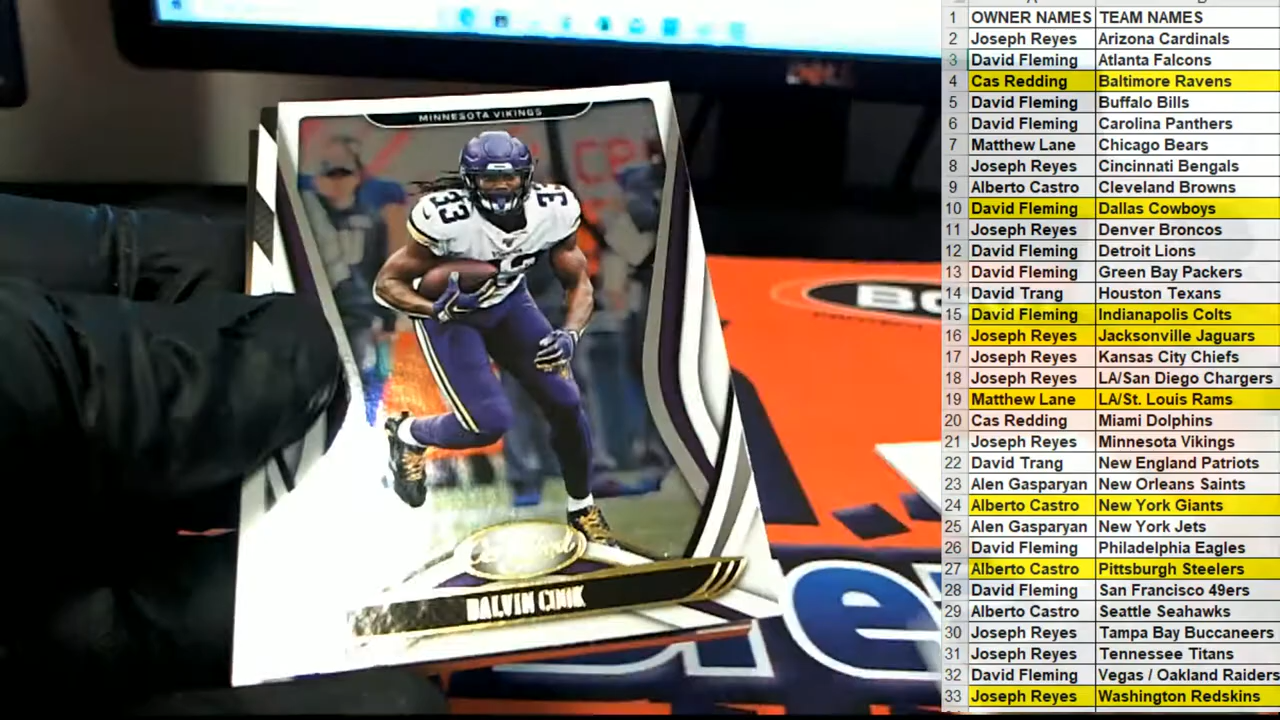 MINNESOTA VIKINGS
33
33
DALVIN COOK
1 OWNER NAMES TEAM NAMES
2 Joseph Reyes Arizona Cardinals
3 David Fleming Atlanta Falcons
4 Cas Redding Baltimore Ravens
5 David Fleming Buffalo Bills
6 David Fleming Carolina Panthers
7 Matthew Lane Chicago Bears
8 Joseph Reyes Cincinnati Bengals
9 Alberto Castro Cleveland Browns
10 David Fleming Dallas Cowboys
11 Joseph Reyes Denver Broncos
12 David Fleming Detroit Lions
13 David Fleming Green Bay Packers
14 David Trang Houston Texans
15 David Fleming Indianapolis Colts
16 Joseph Reyes Jacksonville Jaguars
17 Joseph Reyes Kansas City Chiefs
18 Joseph Reyes LA/San Diego Chargers
19 Matthew Lane LA/St. Louis Rams
20 Cas Redding Miami Dolphins
21 Joseph Reyes Minnesota Vikings
22 David Trang New England Patriots
23 Alen Gasparyan New Orleans Saints
24 Alberto Castro New York Giants
25 Alen Gasparyan New York Jets
26 David Fleming Philadelphia Eagles
27 Alberto Castro Pittsburgh Steelers
28 David Fleming San Francisco 49ers
29 Alberto Castro Seattle Seahawks
30 Joseph Reyes Tampa Bay Buccaneers
31 Joseph Reyes Tennessee Titans
32 David Fleming Vegas / Oakland Raiders
33 Joseph Reyes Washington Redskins